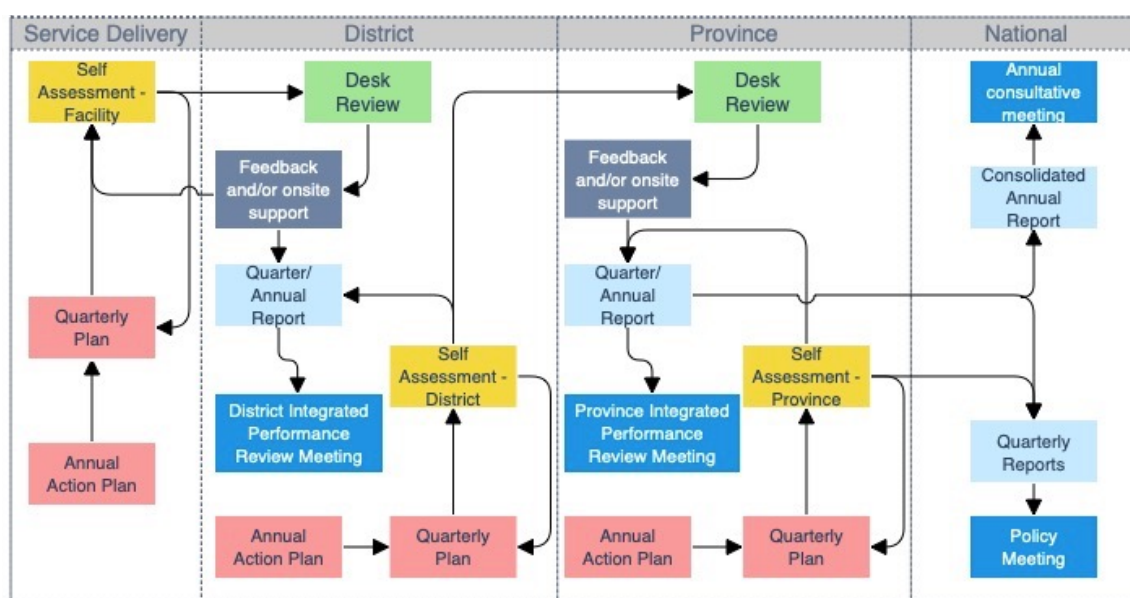 Service Delivery
District
Province
National
Self
Assessment -
Facility
Quarterly
Plan
Annual
Action Plan
Desk
Review
Feedback
and/or onsite
support
Quarter/
Annual
Report
Self
Assessment -
District
District Integrated
Performance
Review Meeting
Annual
Action Plan
Quarterly
Plan
Desk
Review
Feedback
and/or onsite
support
Quarter/
Annual
Report
Self
Assessment -
Province
Province Integrated
Performance
Review Meeting
Annual
Action Plan
Quarterly
Plan
Annual
consultative
meeting
Consolidated
Annual
Report
Quarterly
Reports
Policy
Meeting